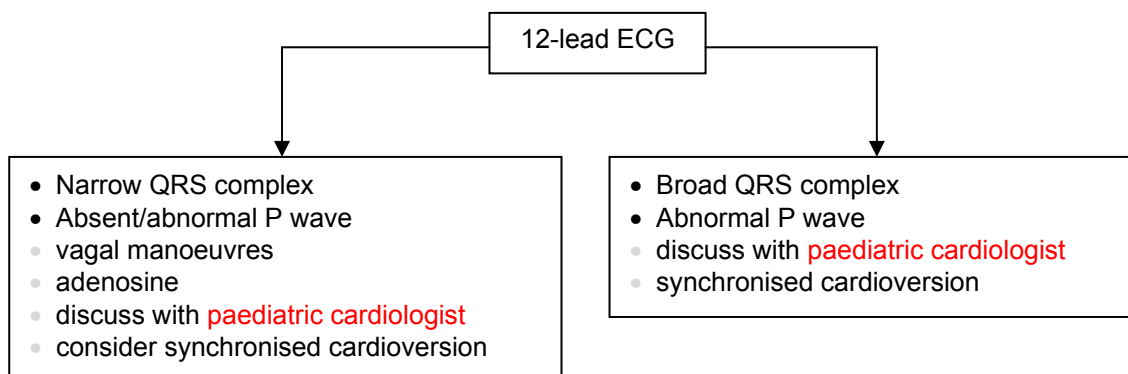 12-lead ECG
• Narrow QRS complex
• Absent/abnormal P wave
• vagal manoeuvres
• adenosine
• discuss with paediatric cardiologist
• consider synchronised cardioversion
• Broad QRS complex
• Abnormal P wave
• discuss with paediatric cardiologist
• synchronised cardioversion